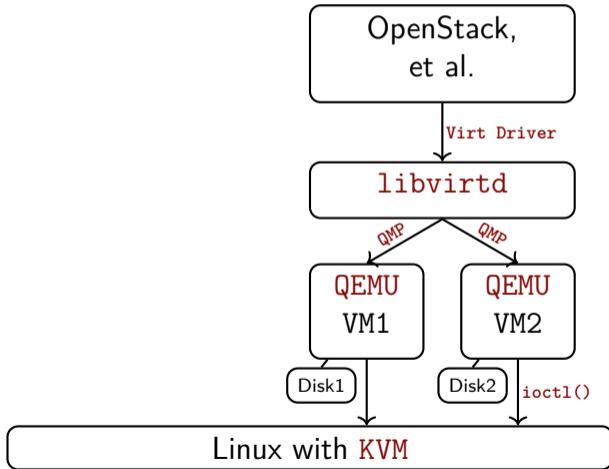 OpenStack,
et al.
Virt Driver
libvirtd
QMP
QMP
QEMU
VM1
QEMU
VM2
Disk1
Disk2
ioctl()
Linux with KVM